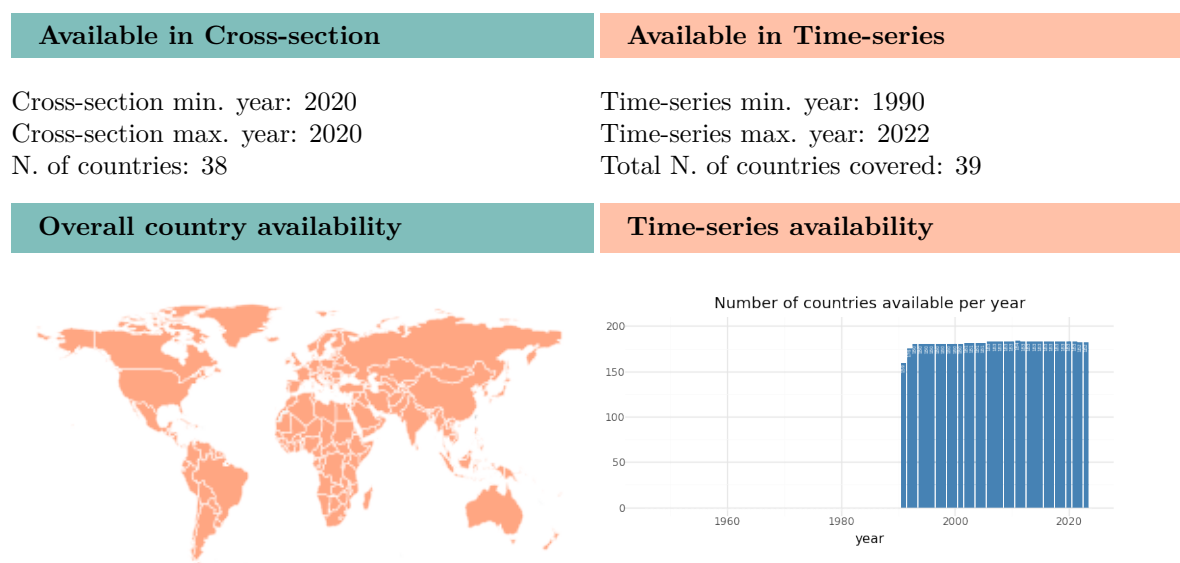 Available in Cross-section
Available in Time-series
Cross-section min. year: 2020
Cross-section max. year: 2020
N. of countries: 38
Time-series min. year: 1990
Time-series max. year: 2022
Total N. of countries covered: 39
Overall country availability
Time-series availability
Number of countries available per year
200
150
100
50
0
1960 1980 2000 2020
year